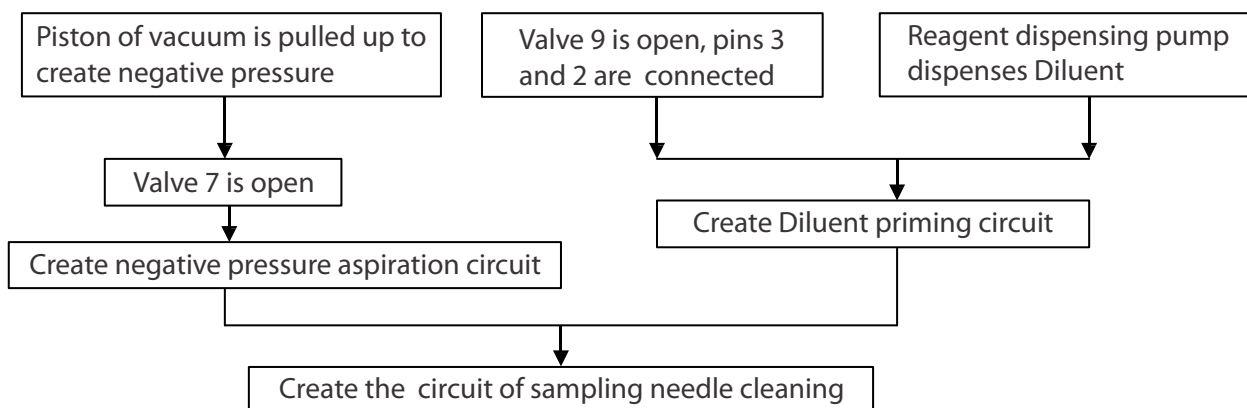 Piston of vacuum is pulled up to
create negative pressure
Valve 9 is open, pins 3
and 2 are connected
Reagent dispensing pump
dispenses Diluent
Valve 7 is open
Create Diluent priming circuit
Create negative pressure aspiration circuit
Create the circuit of sampling needle cleaning